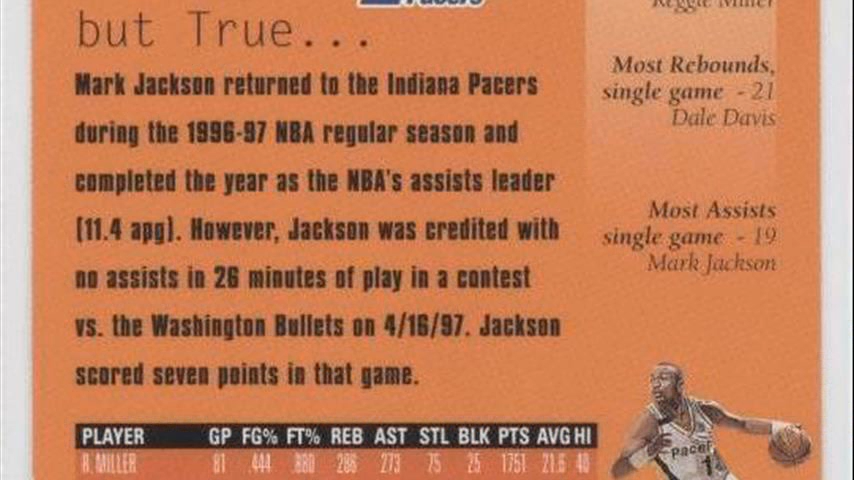 Pacers
but True...
Mark Jackson returned to the Indiana Pacers
during the 1996-97 NBA regular season and
completed the year as the NBA's assists leader
(11.4 apg). However, Jackson was credited with
no assists in 26 minutes of play in a contest
vs. the Washington Bullets on 4/16/97. Jackson
scored seven points in that game.
Reggie Miller
Most Rebounds,
single game - 21
Dale Davis
Most Assists
single game - 19
Mark Jackson
PLAYER GP FG% FT% REB AST STL BLK PTS AVG HI
R. MILLER 81 .444 .880 286 273 75 25 1751 21.6 40
Pacer
1